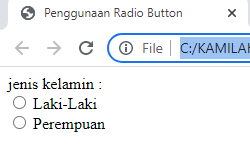 Penggunaan Radio Button
File
C:/KAMILAH
jenis kelamin :
Laki-Laki
Perempuan